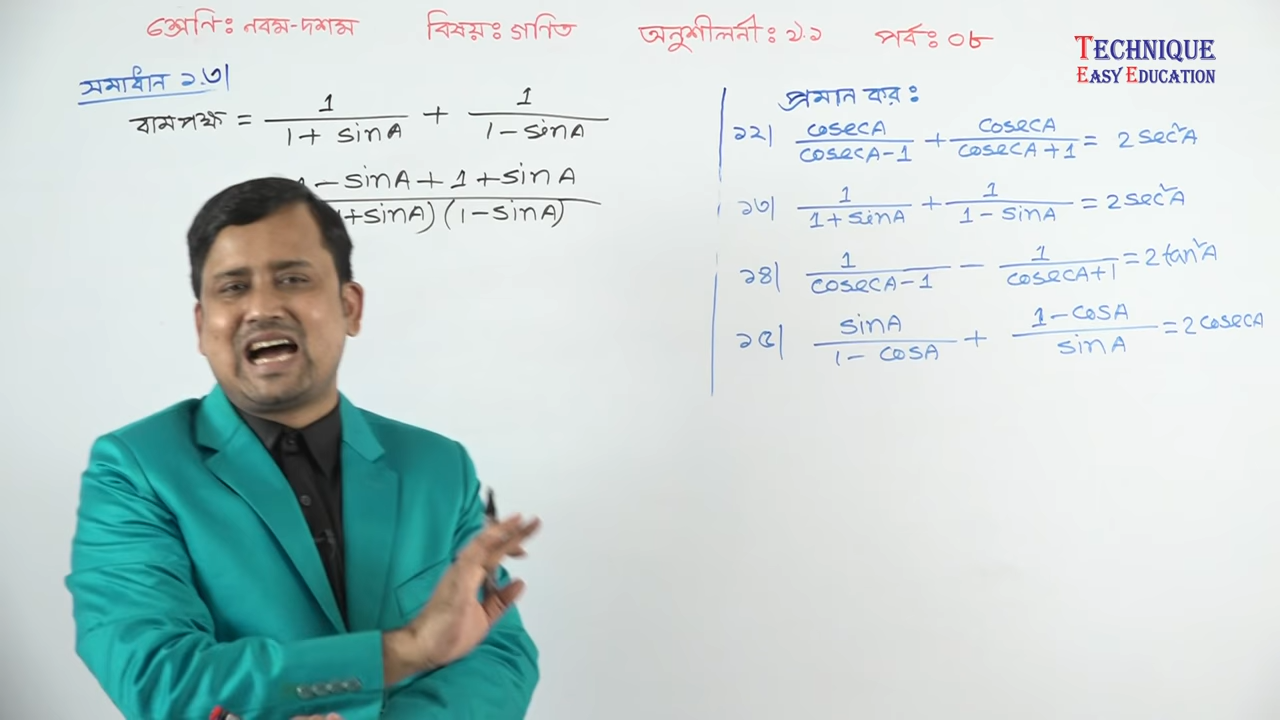 শ্রেণি: নবম-দশম বিষয়: গণিত অনুশীলনী: ৯.১ পর্ব: ০৮
TECHNIQUE
EASY EDUCATION
সমাধান ১৩|
বামপক্ষ = 1/(1 + sinA) + 1/(1 - sinA)
- sinA + 1 + sinA / +sinA) (1-sinA)
প্রমান কর:
১২| cosecA/(cosecA-1) + cosecA/(cosecA+1) = 2sec²A
১৩| 1/(1+sinA) + 1/(1-sinA) = 2sec²A
১৪| 1/(cosecA-1) - 1/(cosecA+1) = 2tan²A
১৫| sinA/(1-cosA) + (1-cosA)/sinA = 2cosecA